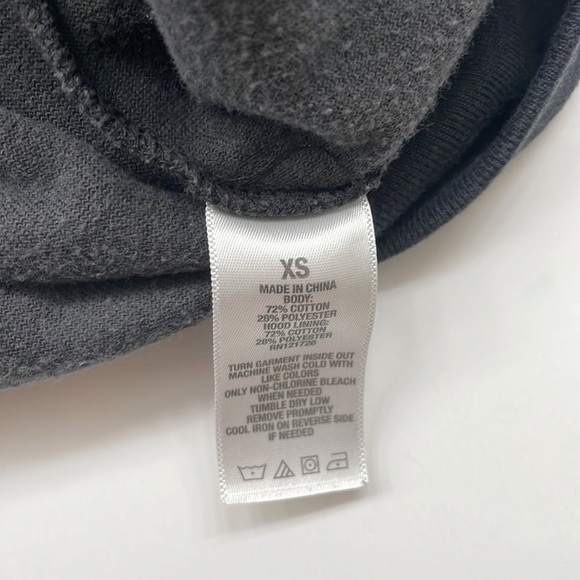 XS
MADE IN CHINA
BODY:
72% COTTON
28% POLYESTER
HOOD LINING:
72% COTTON
28% POLYESTER
RN121726
TURN GARMENT INSIDE OUT
MACHINE WASH COLD WITH
LIKE COLORS
ONLY NON-CHLORINE BLEACH
WHEN NEEDED
TUMBLE DRY LOW
REMOVE PROMPTLY
COOL IRON ON REVERSE SIDE
IF NEEDED